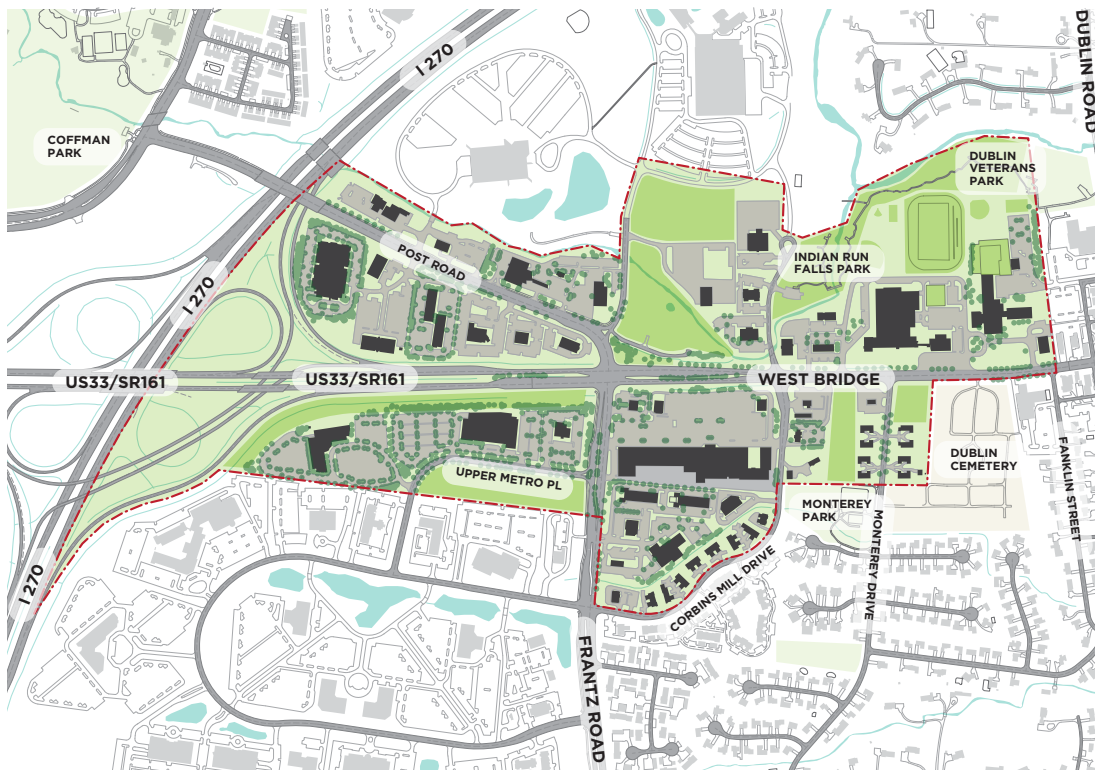 I 270
DUBLIN ROAD
COFFMAN
PARK
DUBLIN
VETERANS
PARK
POST ROAD
INDIAN RUN
FALLS PARK
I 270
US33/SR161
US33/SR161
WEST BRIDGE
DUBLIN
CEMETERY
UPPER METRO PL
FANKLIN STREET
MONTEREY
PARK
MONTEREY DRIVE
CORBINS MILL DRIVE
I 270
FRANTZ ROAD